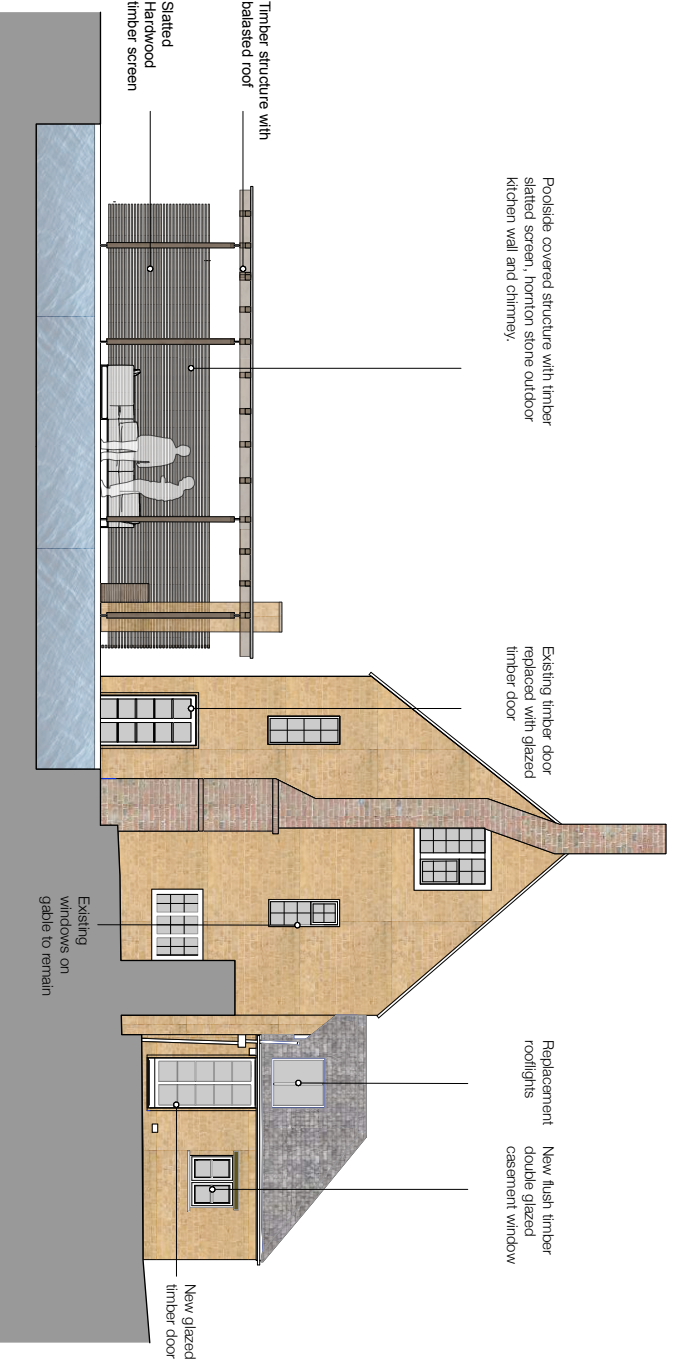 Timber structure with
balasted roof
Slatted
Hardwood
timber screen
Poolside covered structure with timber
slatted screen, hornton stone outdoor
kitchen wall and chimney.
Existing timber door
replaced with glazed
timber door
Existing
windows on
gable to remain
Replacement
rooflights
New flush timber
double glazed
casement window
New glazed
timber door